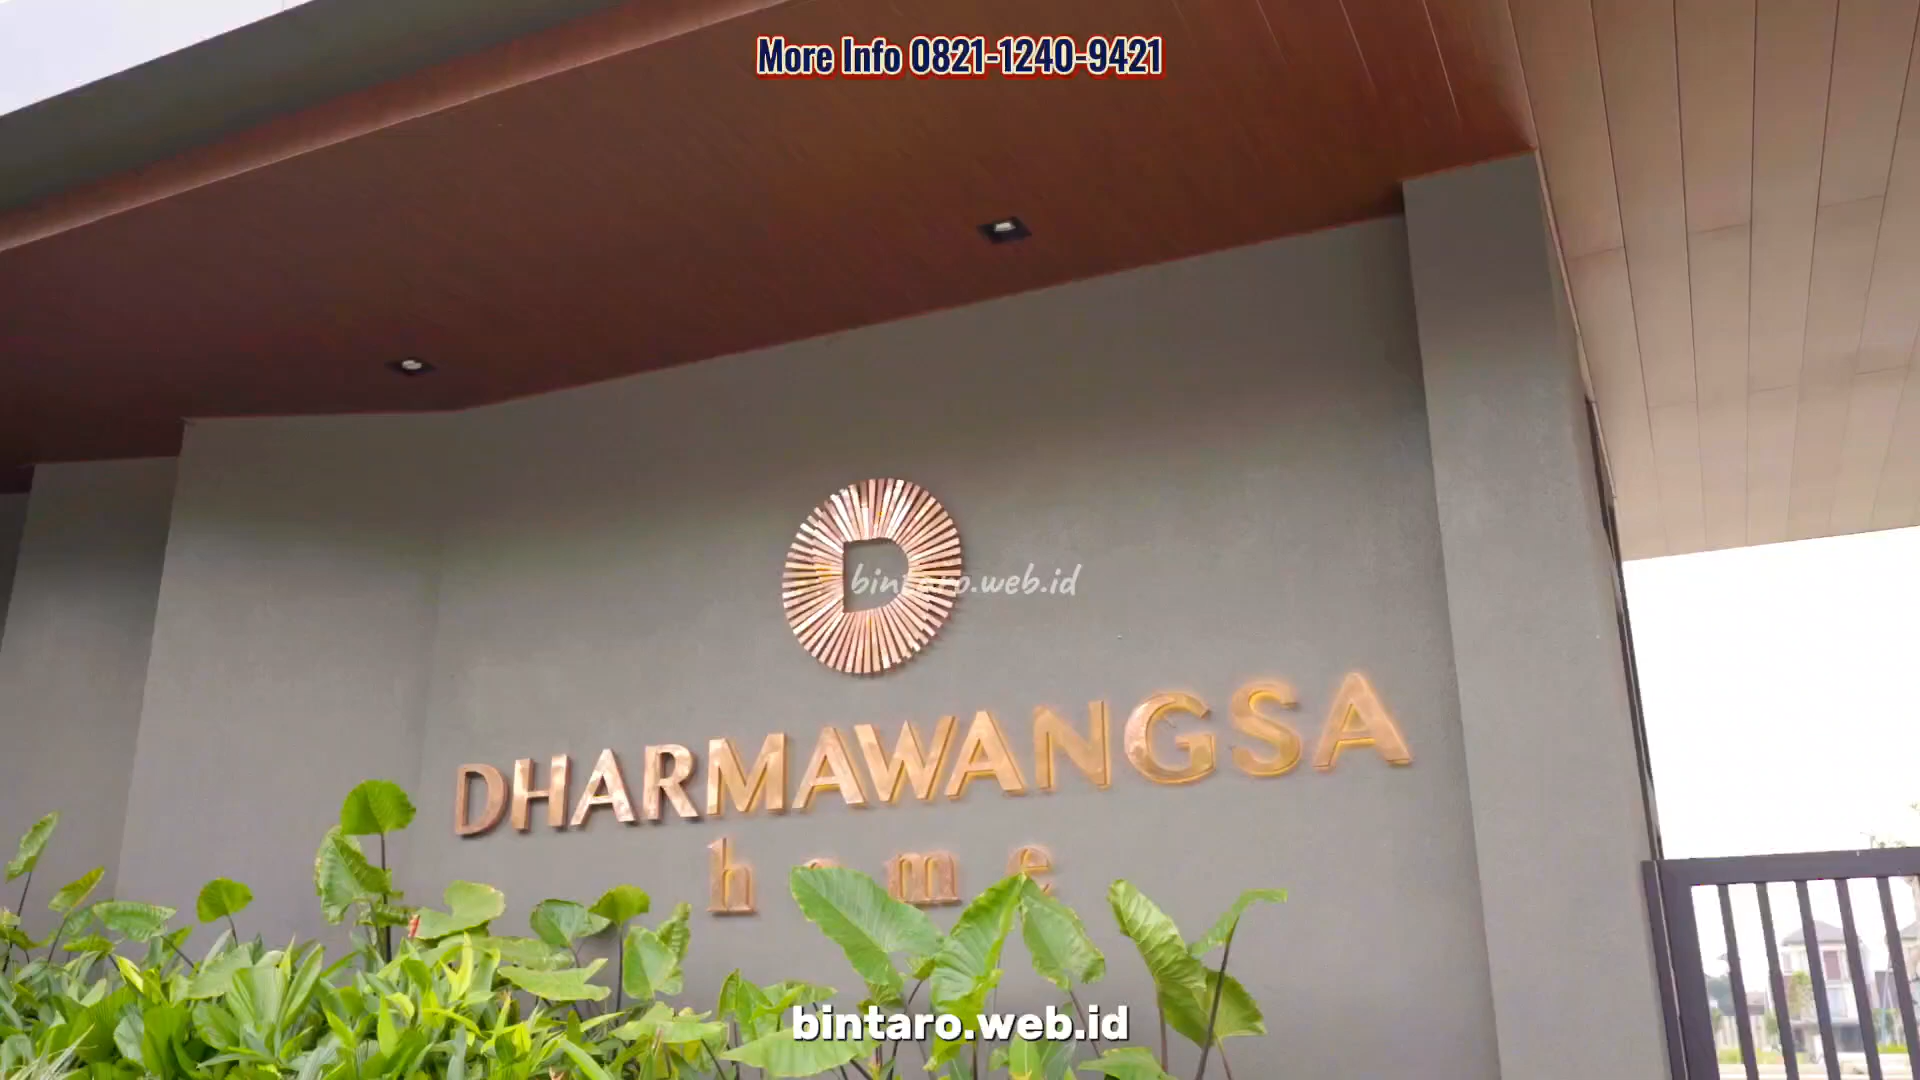 More Info 0821-1240-9421
D
bintaro.web.id
DHARMAWANGSA
home
bintaro.web.id